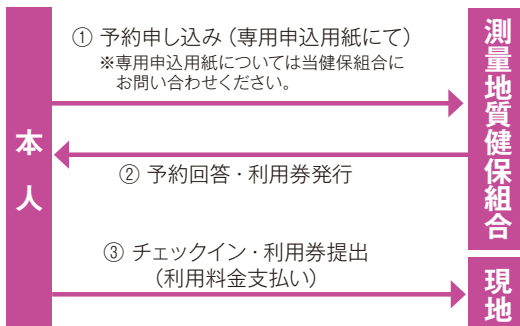 ① 予約申し込み（専用申込用紙にて）
※専用申込用紙については当健保組合に
お問い合わせください。
本人
測量地質健保組合
② 予約回答・利用券発行
③ チェックイン・利用券提出
（利用料金支払い）
現地